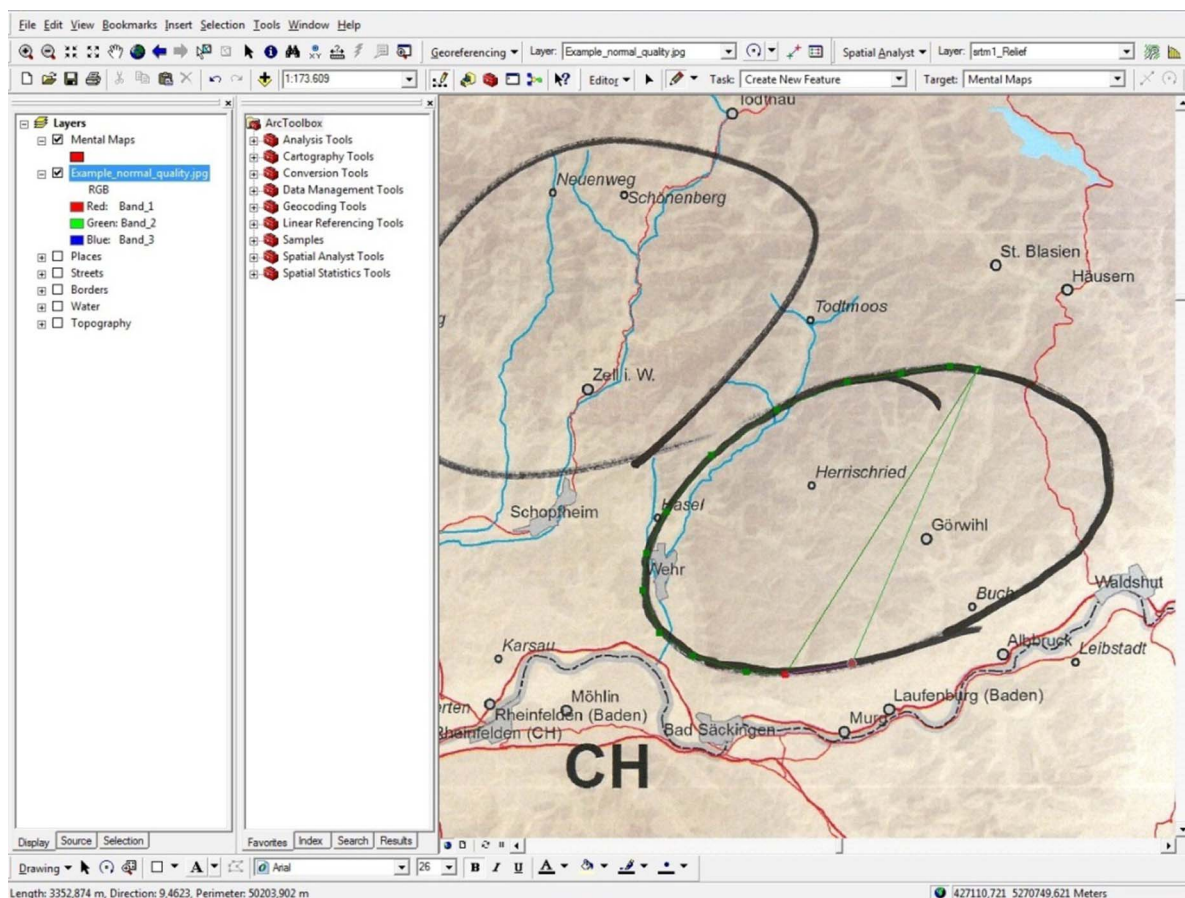 File Edit View Bookmarks Insert Selection Tools Window Help
Georeferencing Layer: Example_normal_quality.jpg Spatial Analyst Layer: srtm1_Relief
1:173.609 Editor Task: Create New Feature Target: Mental Maps
Layers
Mental Maps
Example_normal_quality.jpg
RGB
Red: Band_1
Green: Band_2
Blue: Band_3
Places
Streets
Borders
Water
Topography
Display Source Selection
ArcToolbox
Analysis Tools
Cartography Tools
Conversion Tools
Data Management Tools
Geocoding Tools
Linear Referencing Tools
Samples
Spatial Analyst Tools
Spatial Statistics Tools
Favorites Index Search Results
Todtnau
Neuenweg
Schönenberg
St. Blasien
Häusern
Todtmoos
g
Zell i. W.
Herrischried
Hasel
Schopfheim
Görwihl
Wehr
Waldshut
Buch
Karsau
Albbruck
Leibstadt
Möhlin
Laufenburg (Baden)
rten
Rheinfelden (Baden)
Murg
Rheinfelden (CH)
Bad Säckingen
CH
Drawing A Arial 26 B I U A
Length: 3352,874 m, Direction: 9,4623, Perimeter: 50203,902 m 427110,721 5270749,621 Meters